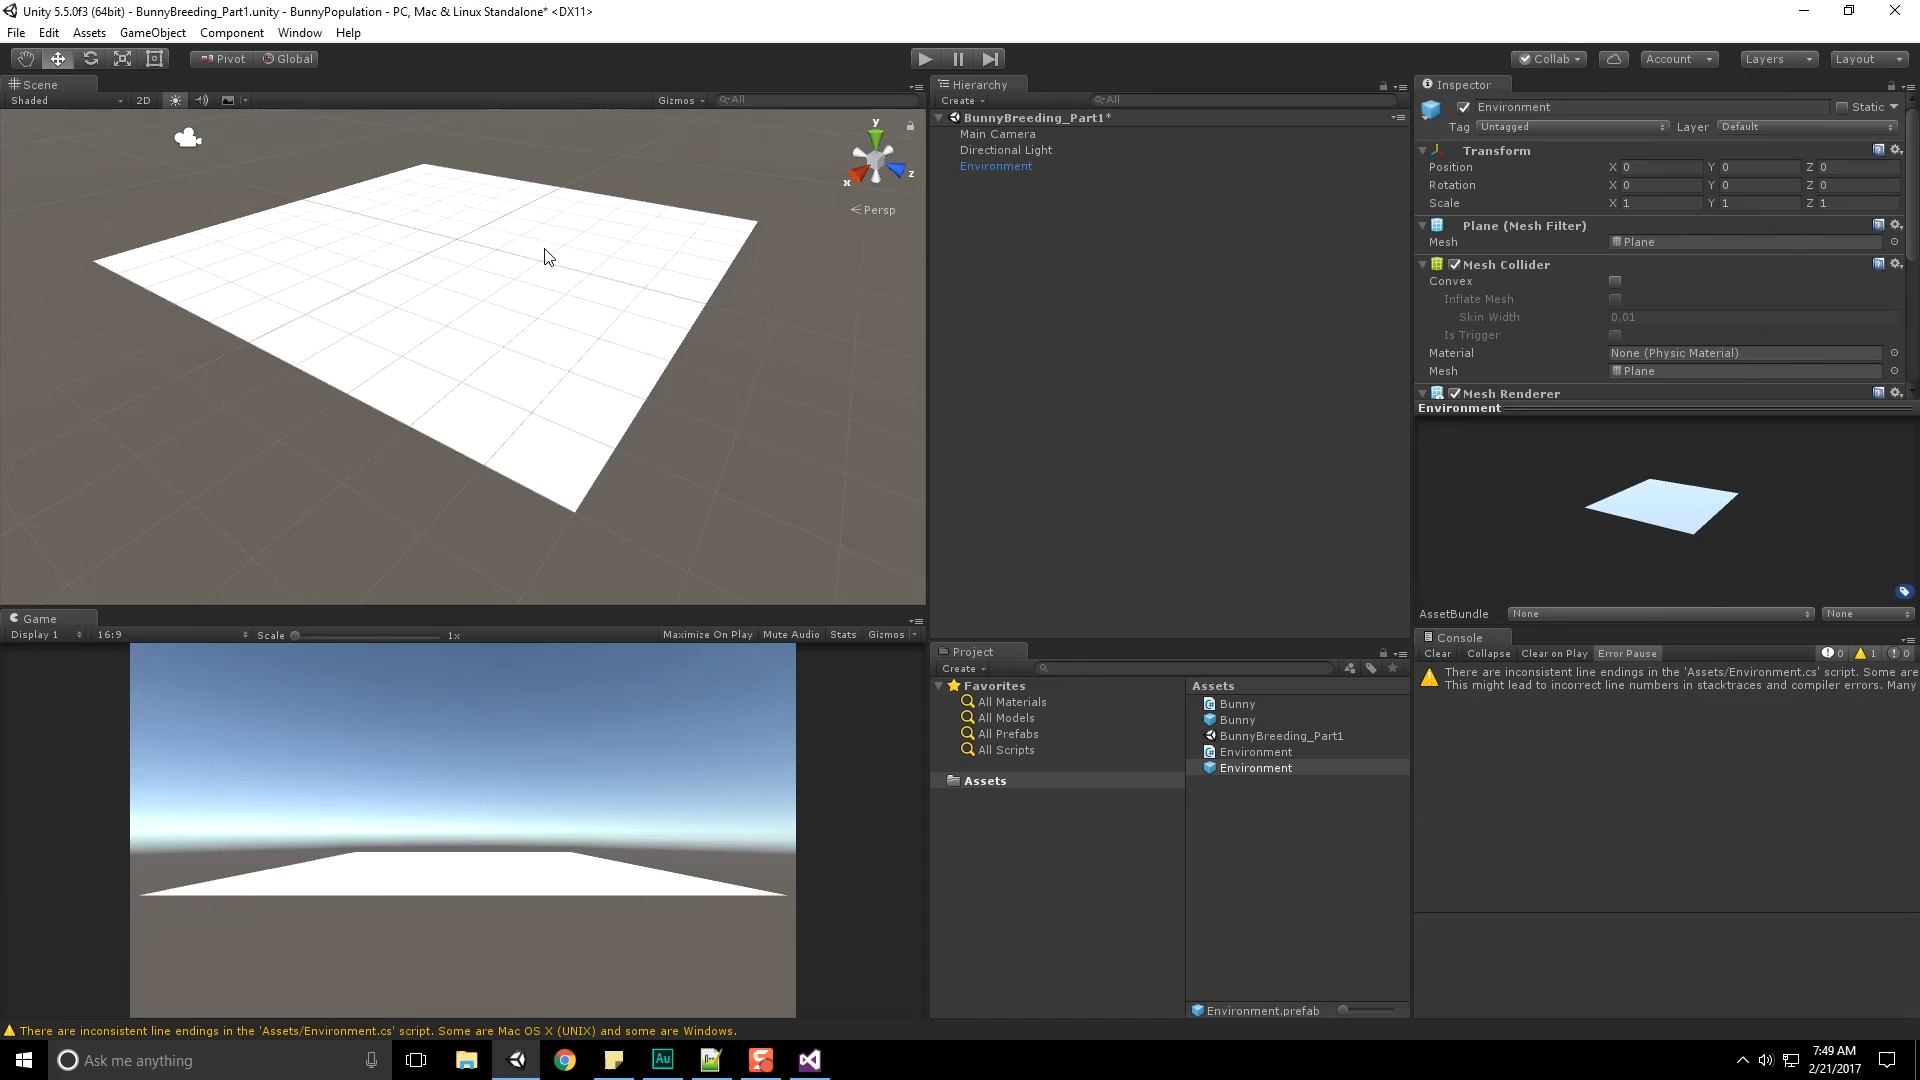 Unity 5.5.0f3 (64bit) - BunnyBreeding_Part1.unity - BunnyPopulation - PC, Mac & Linux Standalone* <DX11>
File Edit Assets GameObject Component Window Help
Pivot Global Collab Account Layers Layout
Scene
Shaded 2D Gizmos All
y
x
z
Persp
Game
Display 1 16:9 Scale 1x Maximize On Play Mute Audio Stats Gizmos
Hierarchy
Create All
BunnyBreeding_Part1*
Main Camera
Directional Light
Environment
Project
Create
Favorites
All Materials
All Models
All Prefabs
All Scripts
Assets
Assets
Bunny
Bunny
BunnyBreeding_Part1
Environment
Environment
Environment.prefab
Inspector
Environment Static
Tag Untagged Layer Default
Transform
Position X 0 Y 0 Z 0
Rotation X 0 Y 0 Z 0
Scale X 1 Y 1 Z 1
Plane (Mesh Filter)
Mesh Plane
Mesh Collider
Convex
Inflate Mesh
Skin Width 0.01
Is Trigger
Material None (Physic Material)
Mesh Plane
Mesh Renderer
Environment
AssetBundle None None
Console
Clear Collapse Clear on Play Error Pause 0 1 0
There are inconsistent line endings in the 'Assets/Environment.cs' script. Some are
This might lead to incorrect line numbers in stacktraces and compiler errors. Many
There are inconsistent line endings in the 'Assets/Environment.cs' script. Some are Mac OS X (UNIX) and some are Windows.
Ask me anything
Au
7:49 AM
2/21/2017